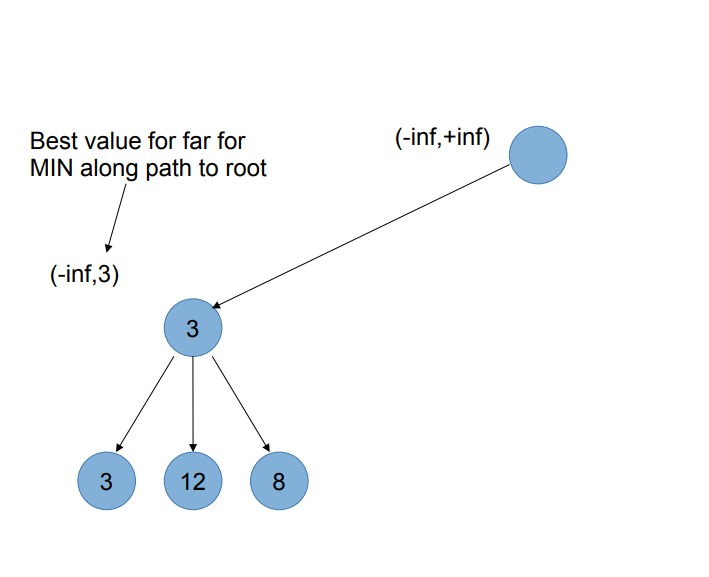 Best value for far for
MIN along path to root
(-inf,+inf)
(-inf,3)
3
3
12
8